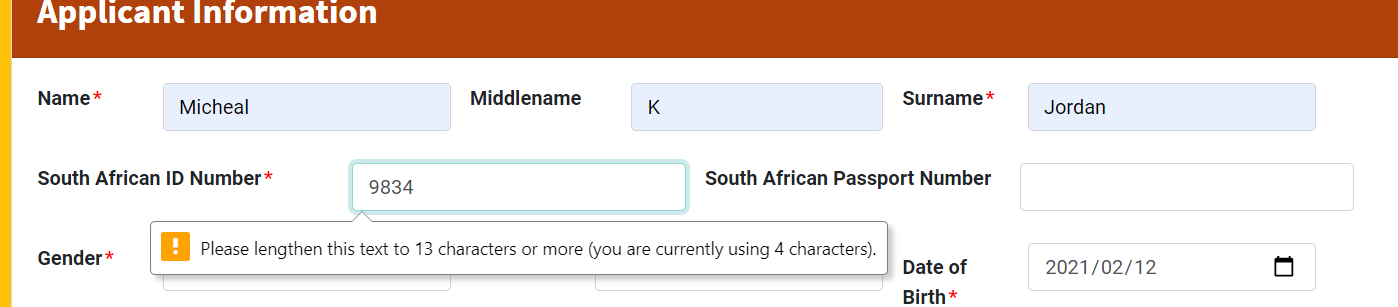 Applicant Information
Name* Micheal Middlename K Surname* Jordan
South African ID Number* 9834 South African Passport Number
Please lengthen this text to 13 characters or more (you are currently using 4 characters).
Gender* Date of Birth* 2021/02/12